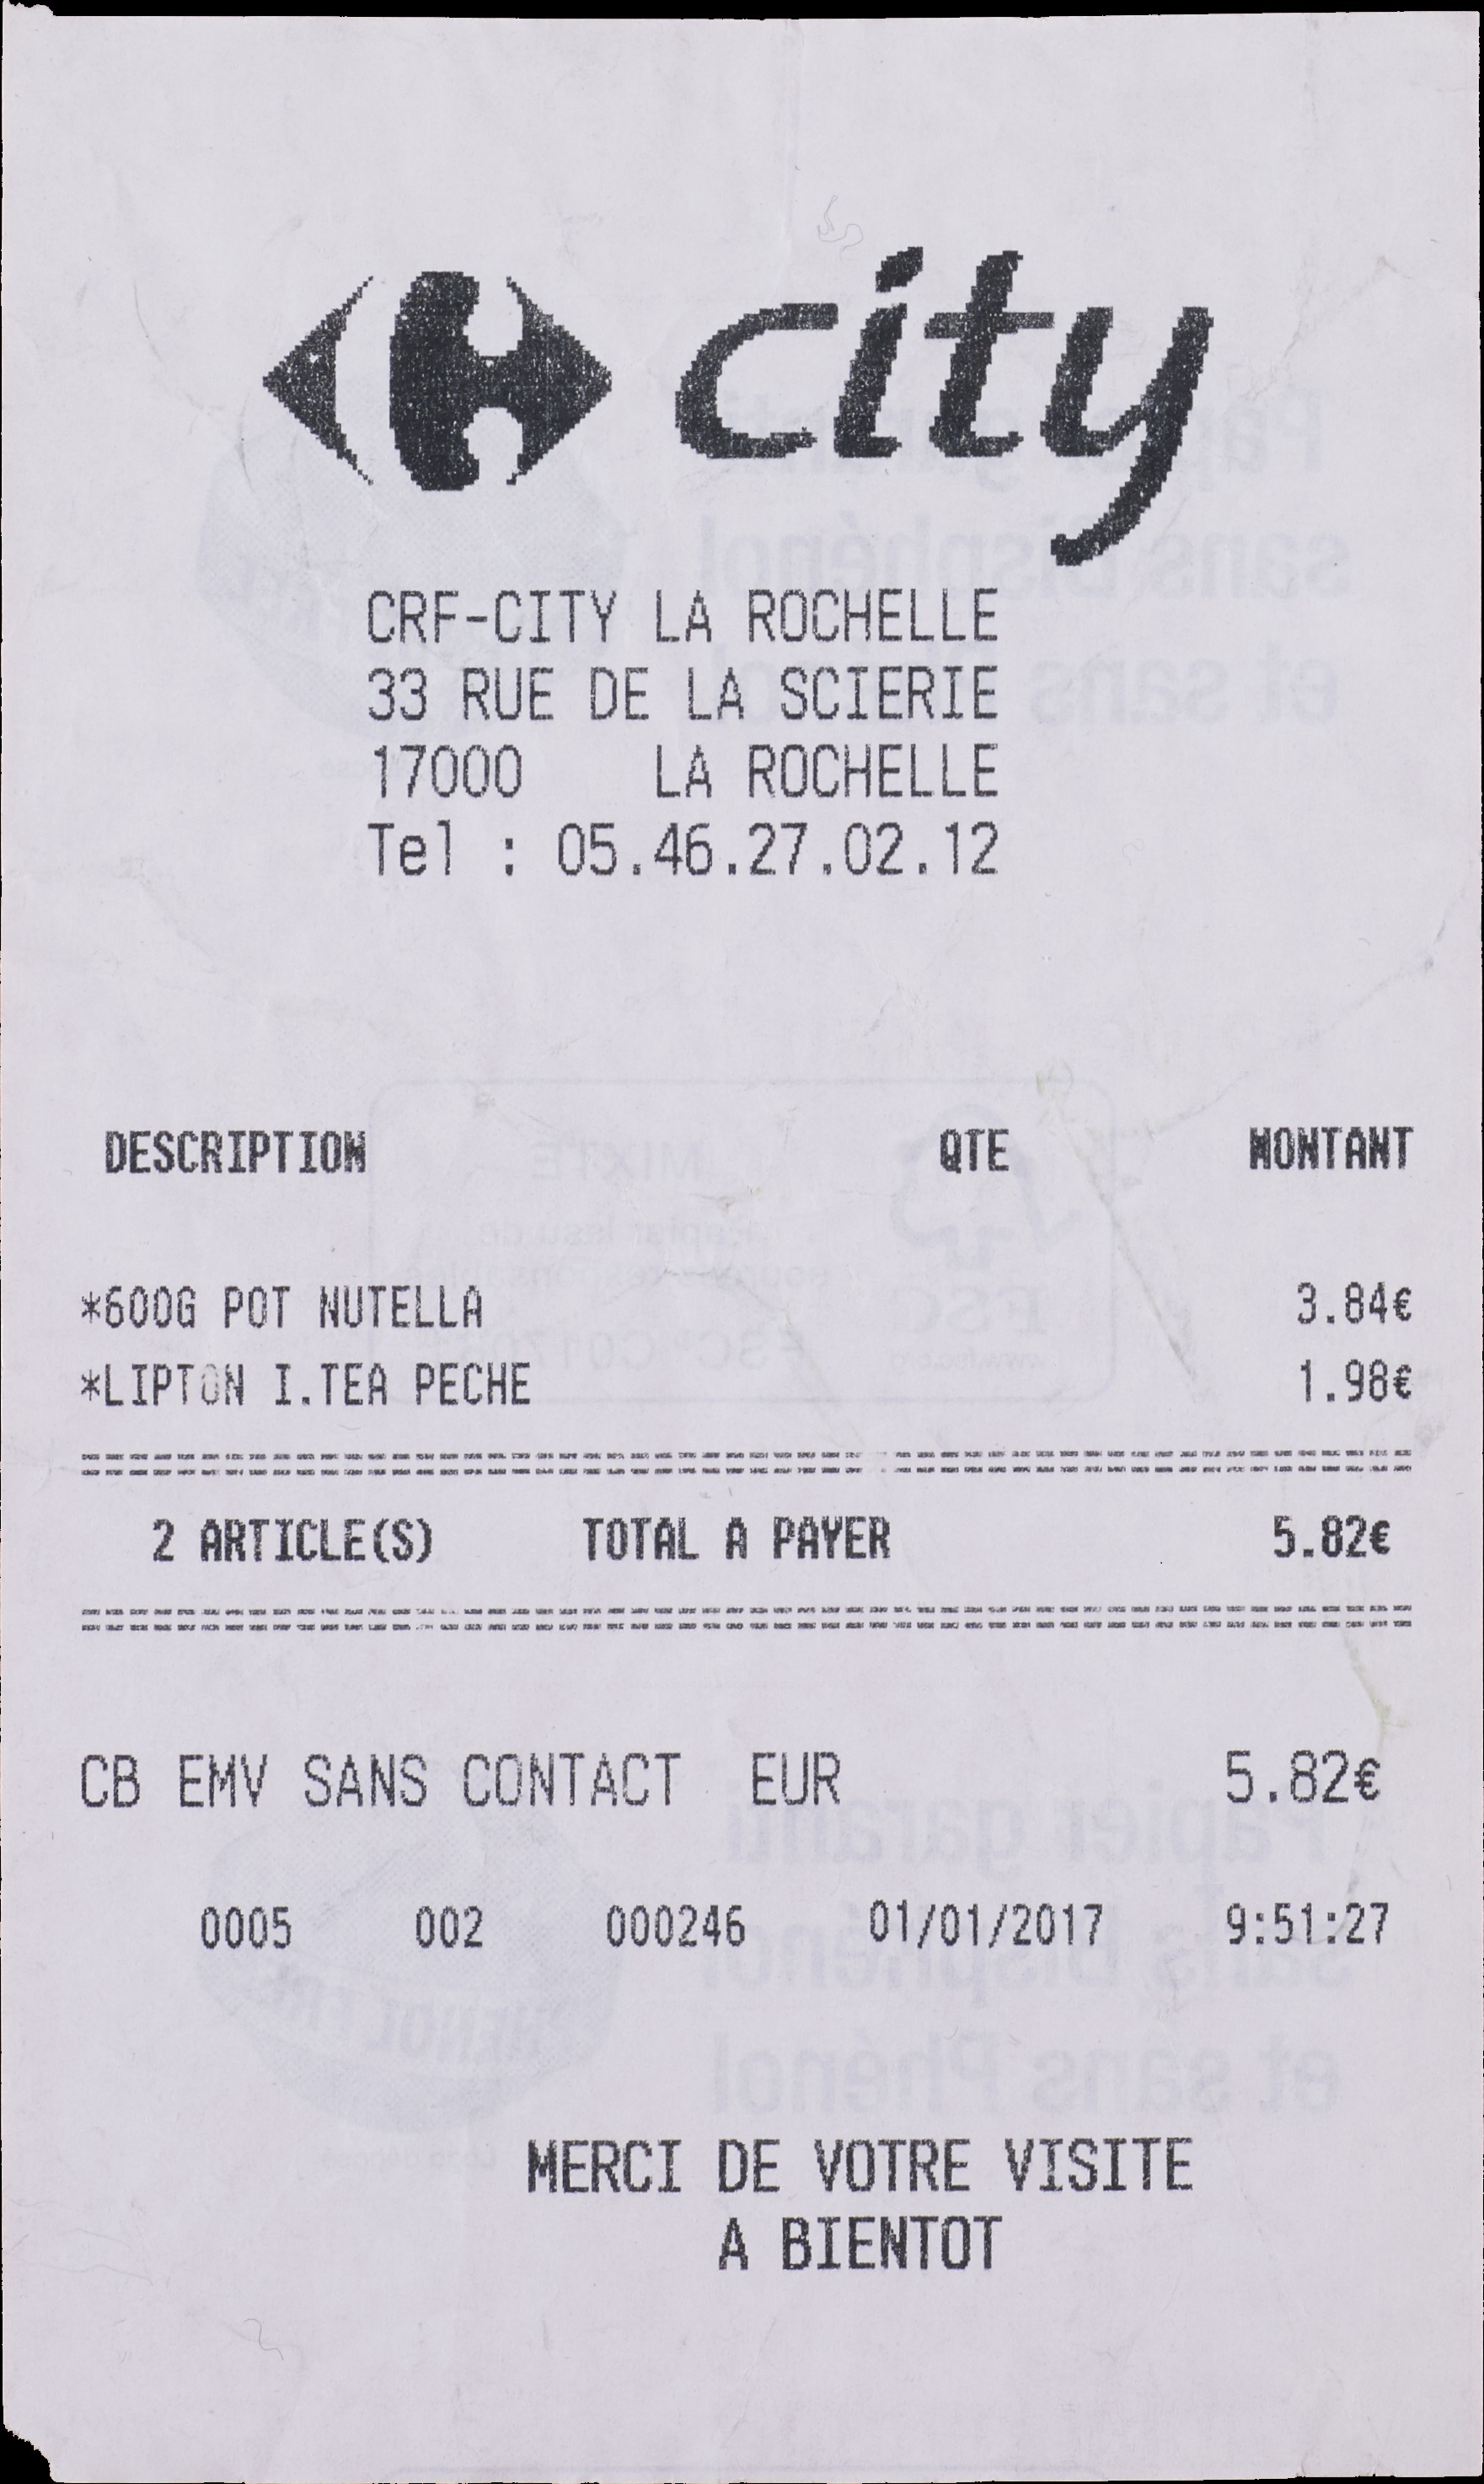 city
CRF-CITY LA ROCHELLE
33 RUE DE LA SCIERIE
17000 LA ROCHELLE
Tel : 05.46.27.02.12
DESCRIPTION QTE MONTANT
*600G POT NUTELLA 3.84€
*LIPTON I.TEA PECHE 1.98€
2 ARTICLE(S) TOTAL A PAYER 5.82€
CB EMV SANS CONTACT EUR 5.82€
0005 002 000246 01/01/2017 9:51:27
MERCI DE VOTRE VISITE
A BIENTOT